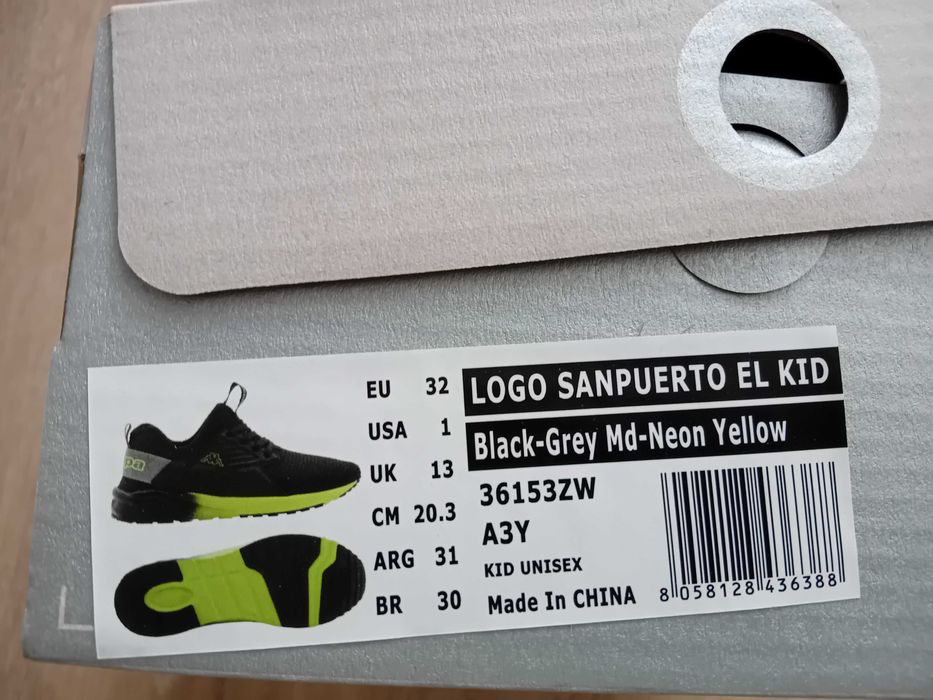 EU 32
USA 1
UK 13
CM 20.3
ARG 31
BR 30
LOGO SANPUERTO EL KID
Black-Grey Md-Neon Yellow
36153ZW
A3Y
KID UNISEX
Made In CHINA
8 058128 436388
pa